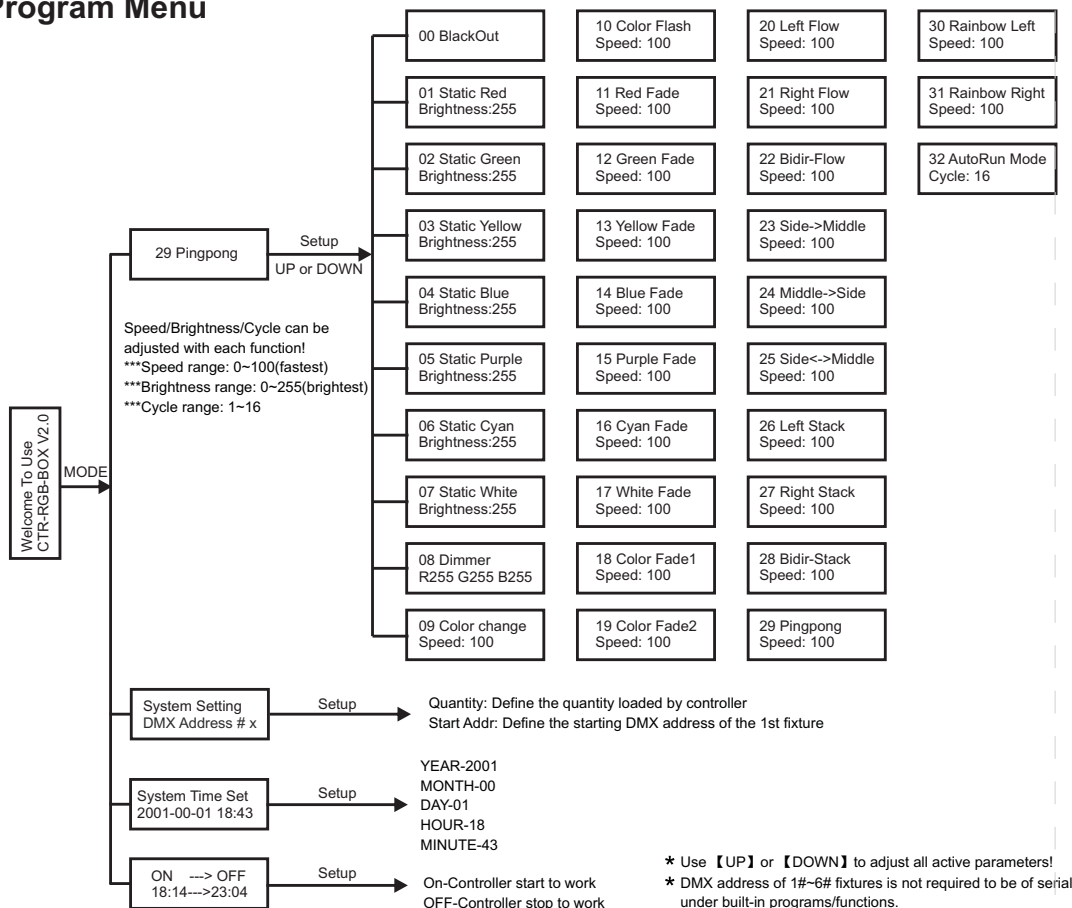 Program Menu
Welcome To Use
CTR-RGB-BOX V2.0
MODE
29 Pingpong
Setup
UP or DOWN
Speed/Brightness/Cycle can be
adjusted with each function!
***Speed range: 0~100(fastest)
***Brightness range: 0~255(brightest)
***Cycle range: 1~16
00 BlackOut
01 Static Red
Brightness:255
02 Static Green
Brightness:255
03 Static Yellow
Brightness:255
04 Static Blue
Brightness:255
05 Static Purple
Brightness:255
06 Static Cyan
Brightness:255
07 Static White
Brightness:255
08 Dimmer
R255 G255 B255
09 Color change
Speed: 100
10 Color Flash
Speed: 100
11 Red Fade
Speed: 100
12 Green Fade
Speed: 100
13 Yellow Fade
Speed: 100
14 Blue Fade
Speed: 100
15 Purple Fade
Speed: 100
16 Cyan Fade
Speed: 100
17 White Fade
Speed: 100
18 Color Fade1
Speed: 100
19 Color Fade2
Speed: 100
20 Left Flow
Speed: 100
21 Right Flow
Speed: 100
22 Bidir-Flow
Speed: 100
23 Side->Middle
Speed: 100
24 Middle->Side
Speed: 100
25 Side<->Middle
Speed: 100
26 Left Stack
Speed: 100
27 Right Stack
Speed: 100
28 Bidir-Stack
Speed: 100
29 Pingpong
Speed: 100
30 Rainbow Left
Speed: 100
31 Rainbow Right
Speed: 100
32 AutoRun Mode
Cycle: 16
System Setting
DMX Address # x
Setup
Quantity: Define the quantity loaded by controller
Start Addr: Define the starting DMX address of the 1st fixture
System Time Set
2001-00-01 18:43
Setup
YEAR-2001
MONTH-00
DAY-01
HOUR-18
MINUTE-43
ON ---> OFF
18:14--->23:04
Setup
On-Controller start to work
OFF-Controller stop to work
* Use 【UP】 or 【DOWN】 to adjust all active parameters!
* DMX address of 1#~6# fixtures is not required to be of serial
under built-in programs/functions.